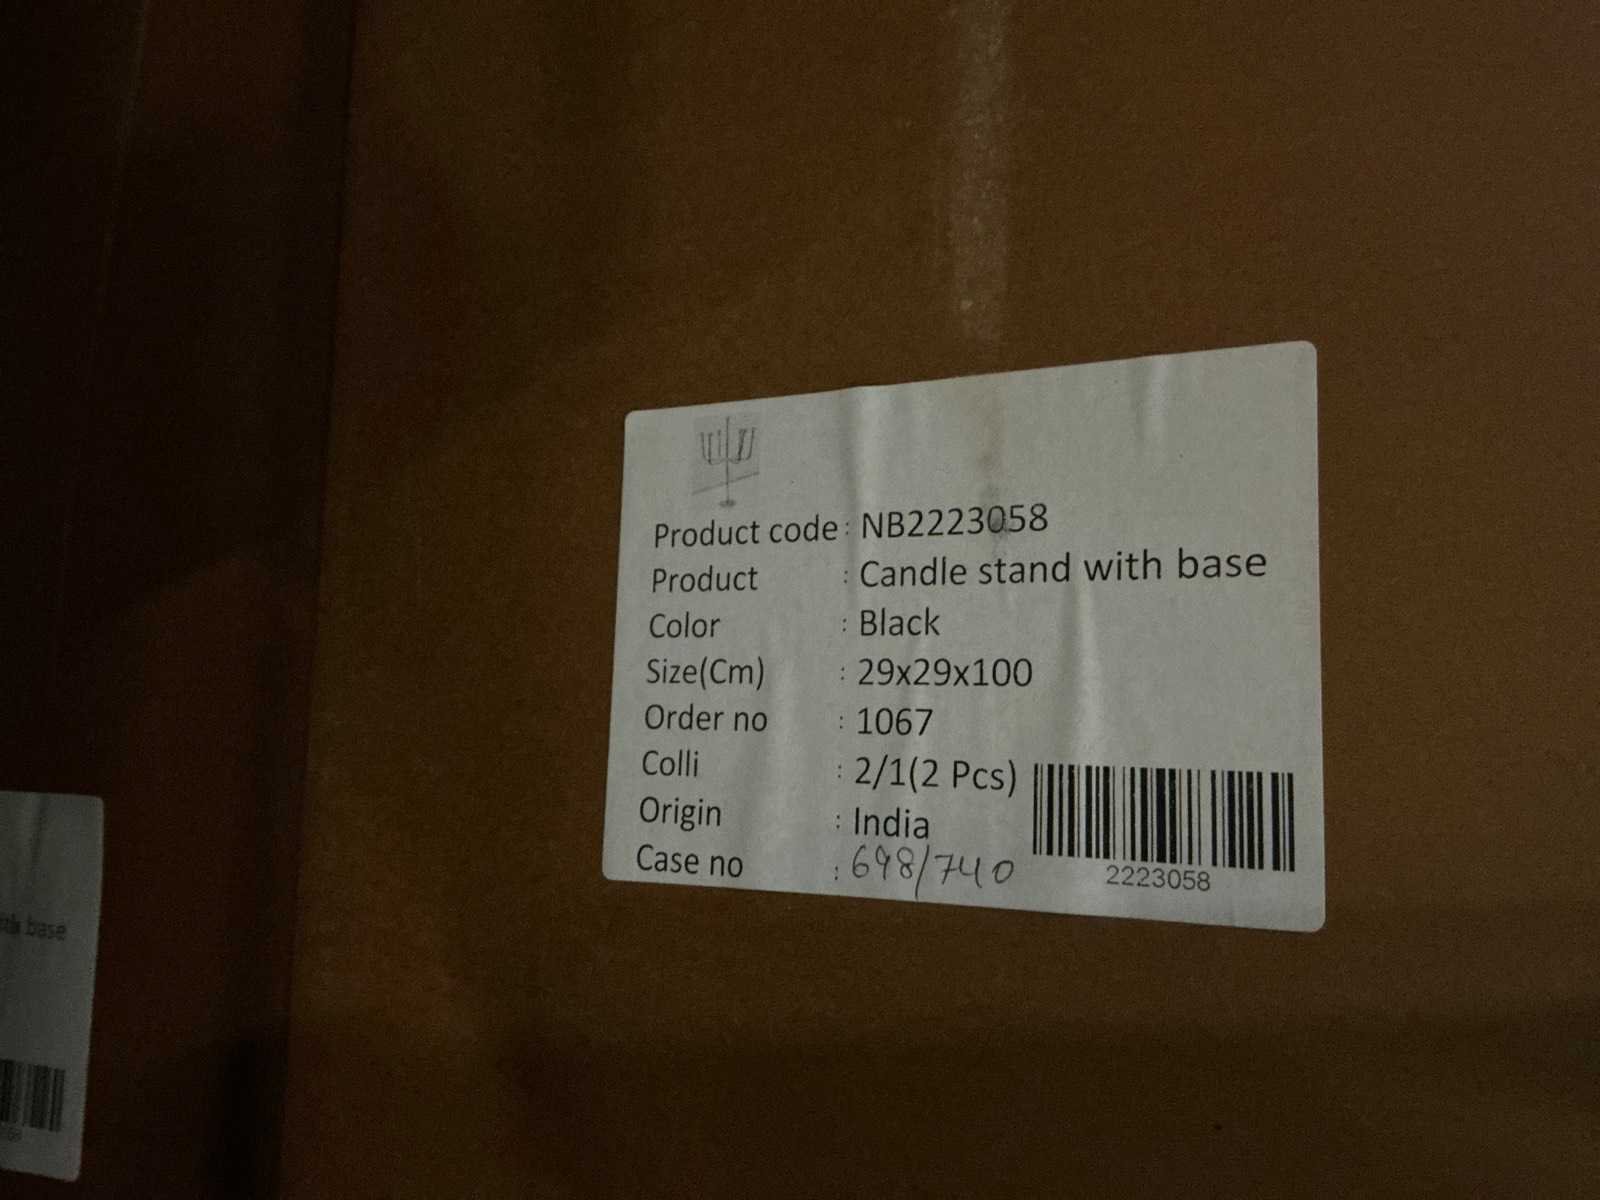 Product code : NB2223058
Product : Candle stand with base
Color : Black
Size(Cm) : 29x29x100
Order no : 1067
Colli : 2/1(2 Pcs)
Origin : India
Case no : 698/740
2223058
base